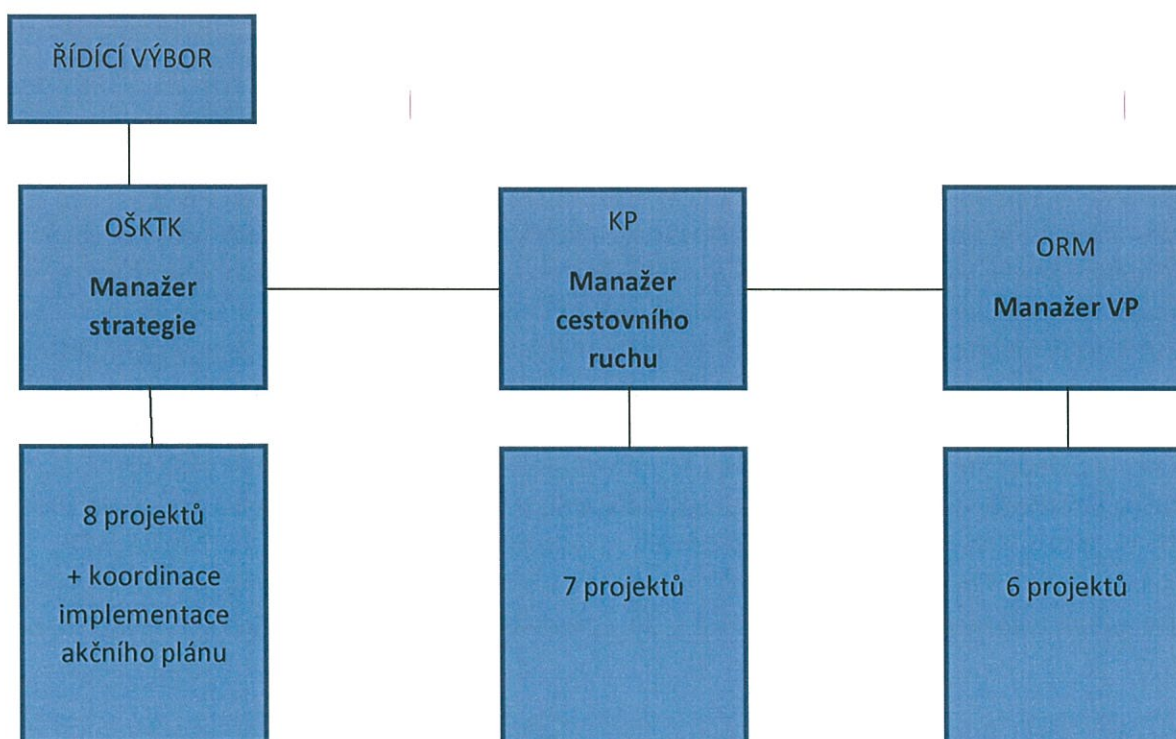 ŘÍDÍCÍ VÝBOR
OŠKTK
Manažer
strategie
KP
Manažer
cestovního
ruchu
ORM
Manažer VP
8 projektů
+ koordinace
implementace
akčního plánu
7 projektů
6 projektů